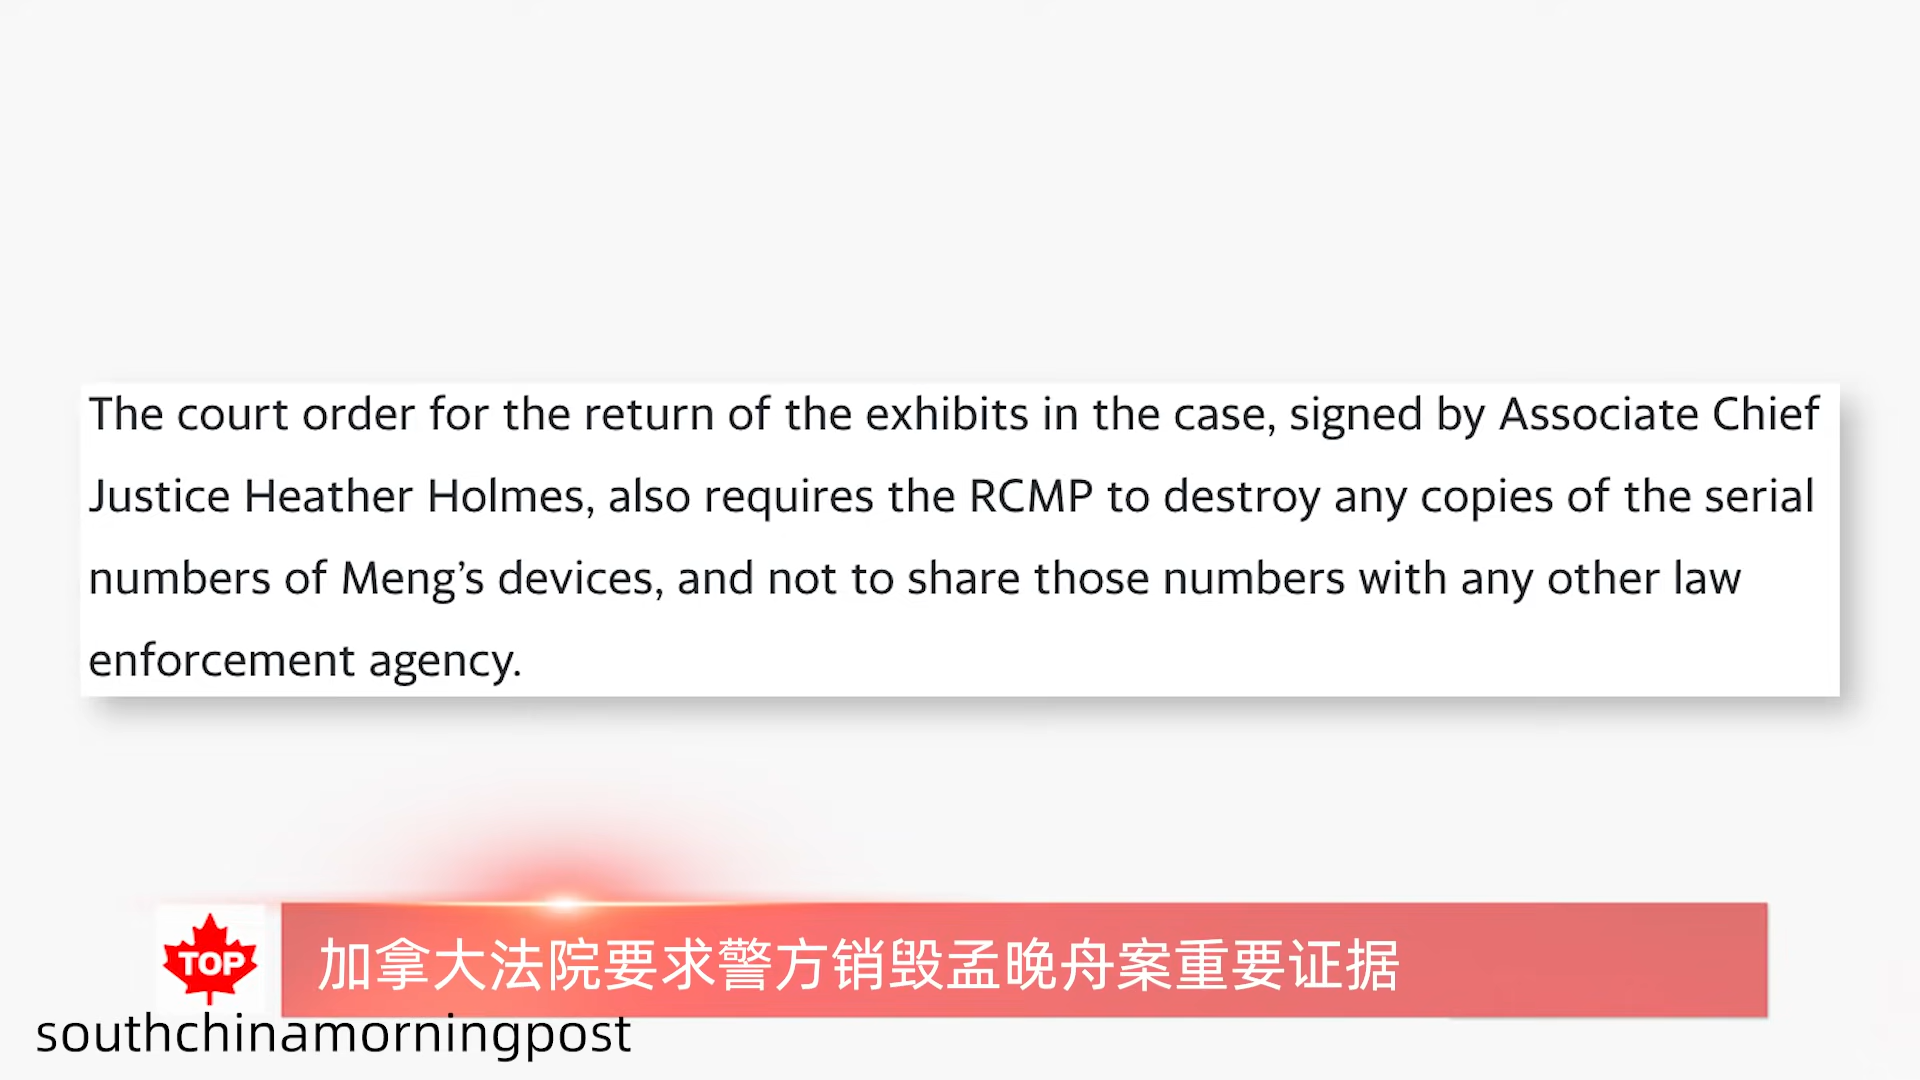 The court order for the return of the exhibits in the case, signed by Associate Chief
Justice Heather Holmes, also requires the RCMP to destroy any copies of the serial
numbers of Meng’s devices, and not to share those numbers with any other law
enforcement agency.
TOP
加拿大法院要求警方销毁孟晚舟案重要证据
southchinamorningpost